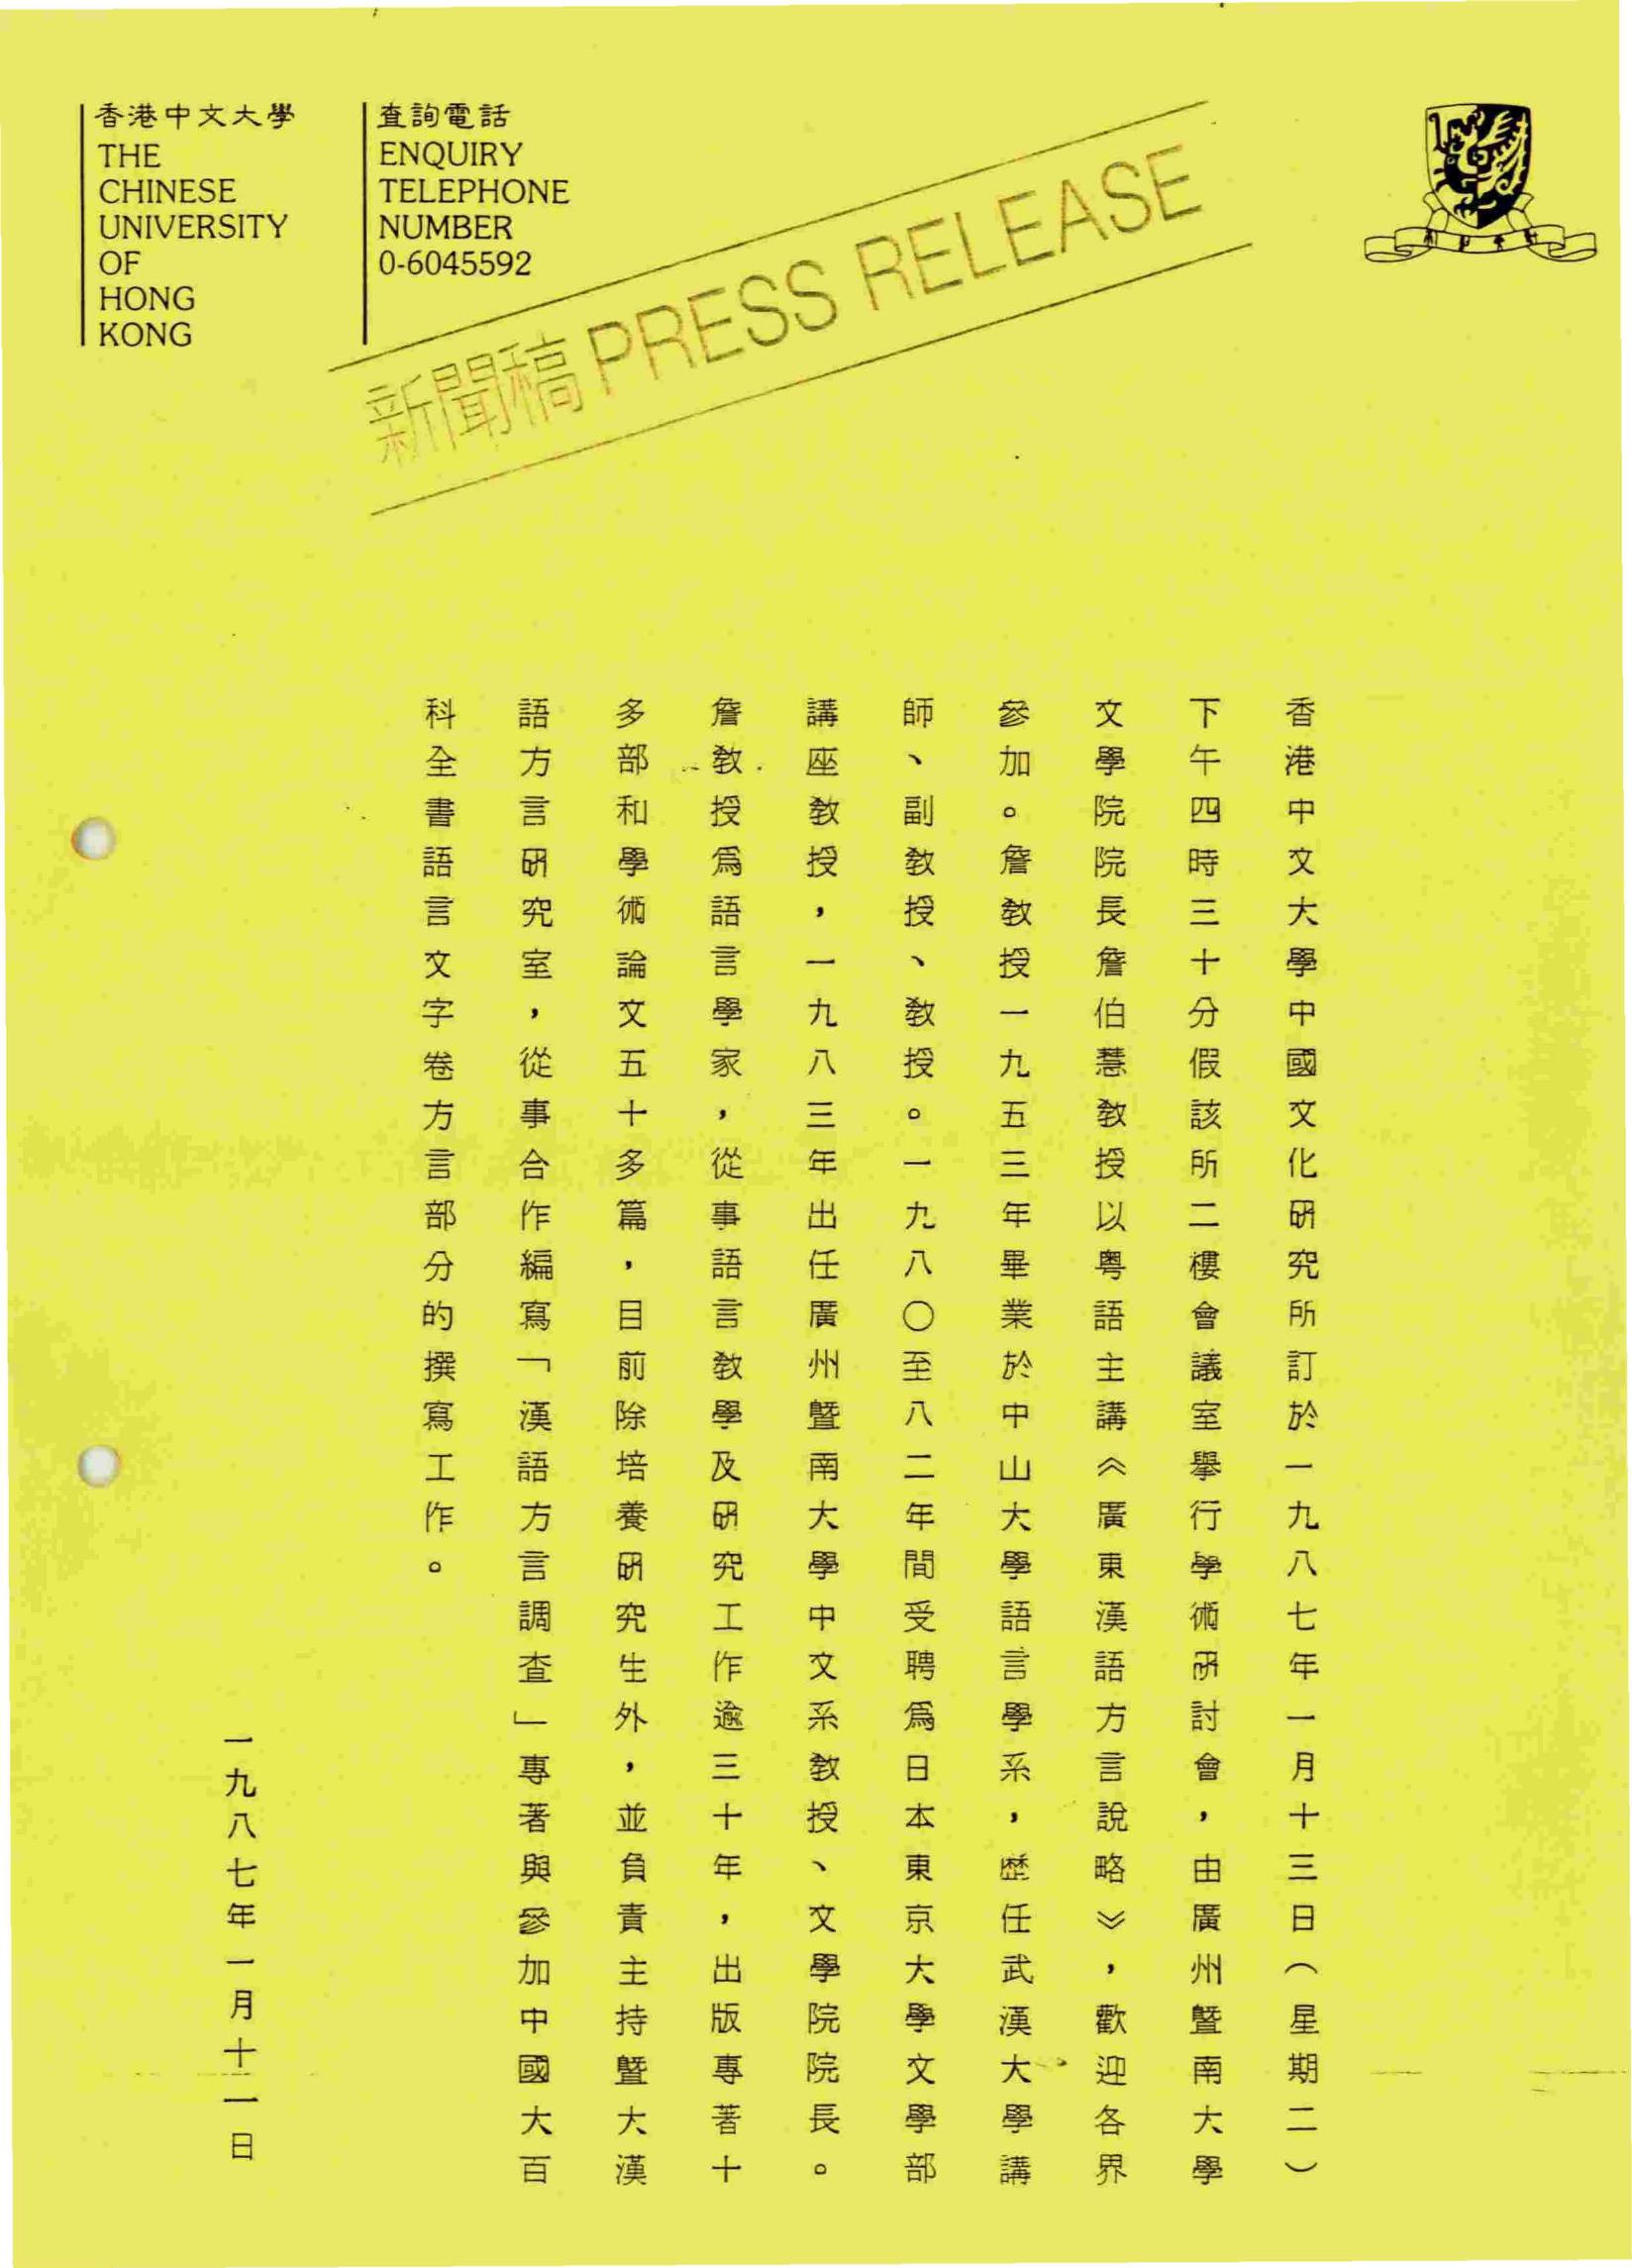 香港中文大學
THE
CHINESE
UNIVERSITY
OF
HONG
KONG
查詢電話
ENQUIRY
TELEPHONE
NUMBER
0-6045592
新聞稿 PRESS RELEASE
香港中文大學中國文化研究所訂於一九八七年一月十三日（星期二）
下午四時三十分假該所二樓會議室舉行學術研討會，由廣州暨南大學
文學院院長詹伯慧教授以粵語主講《廣東漢語方言說略》，歡迎各界
參加。詹教授一九五三年畢業於中山大學語言學系，歷任武漢大學講
師、副教授、教授。一九八〇至八二年間受聘爲日本東京大學文學部
講座教授，一九八三年出任廣州暨南大學中文系教授、文學院院長。
詹教授爲語言學家，從事語言教學及研究工作逾三十年，出版專著十
多部和學術論文五十多篇，目前除培養研究生外，並負責主持暨大漢
語方言研究室，從事合作編寫「漢語方言調查」專著與參加中國大百
科全書語言文字卷方言部分的撰寫工作。
一九八七年一月十一日